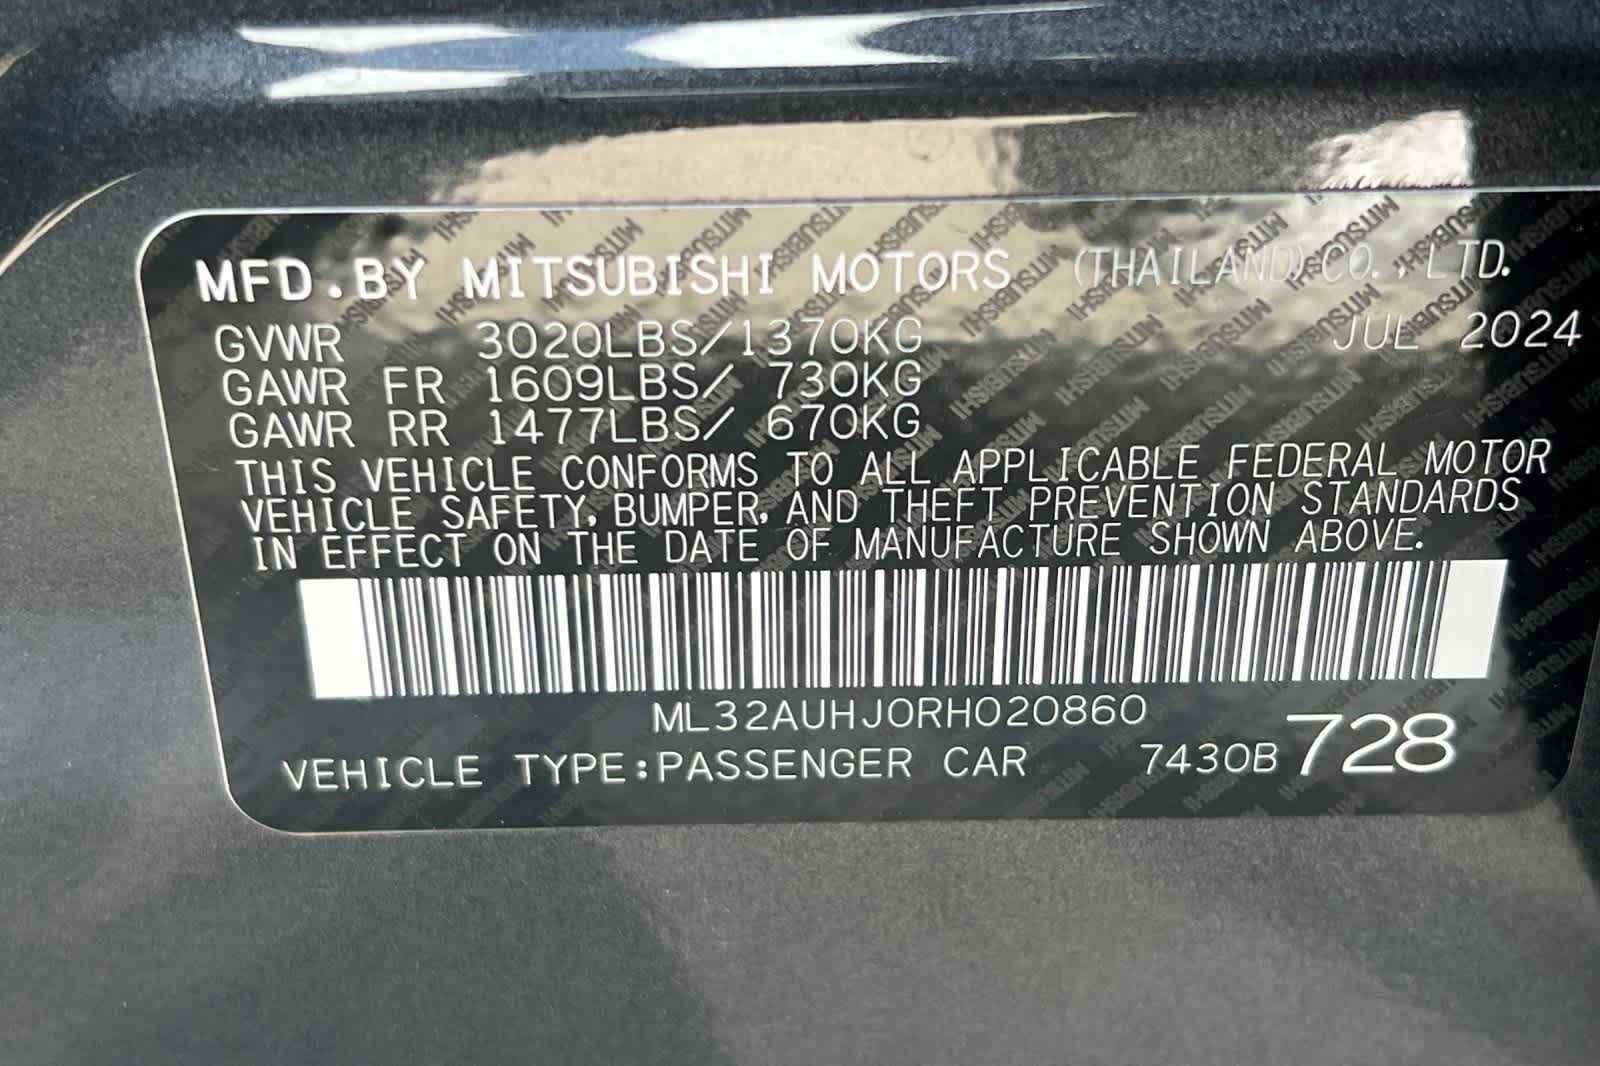 MFD.BY MITSUBISHI MOTORS (THAILAND)CO.,LTD.
GVWR 3020LBS/1370KG JUL 2024
GAWR FR 1609LBS/ 730KG
GAWR RR 1477LBS/ 670KG
THIS VEHICLE CONFORMS TO ALL APPLICABLE FEDERAL MOTOR
VEHICLE SAFETY, BUMPER, AND THEFT PREVENTION STANDARDS
IN EFFECT ON THE DATE OF MANUFACTURE SHOWN ABOVE.
ML32AUHJ0RH020860
VEHICLE TYPE:PASSENGER CAR 7430B 728